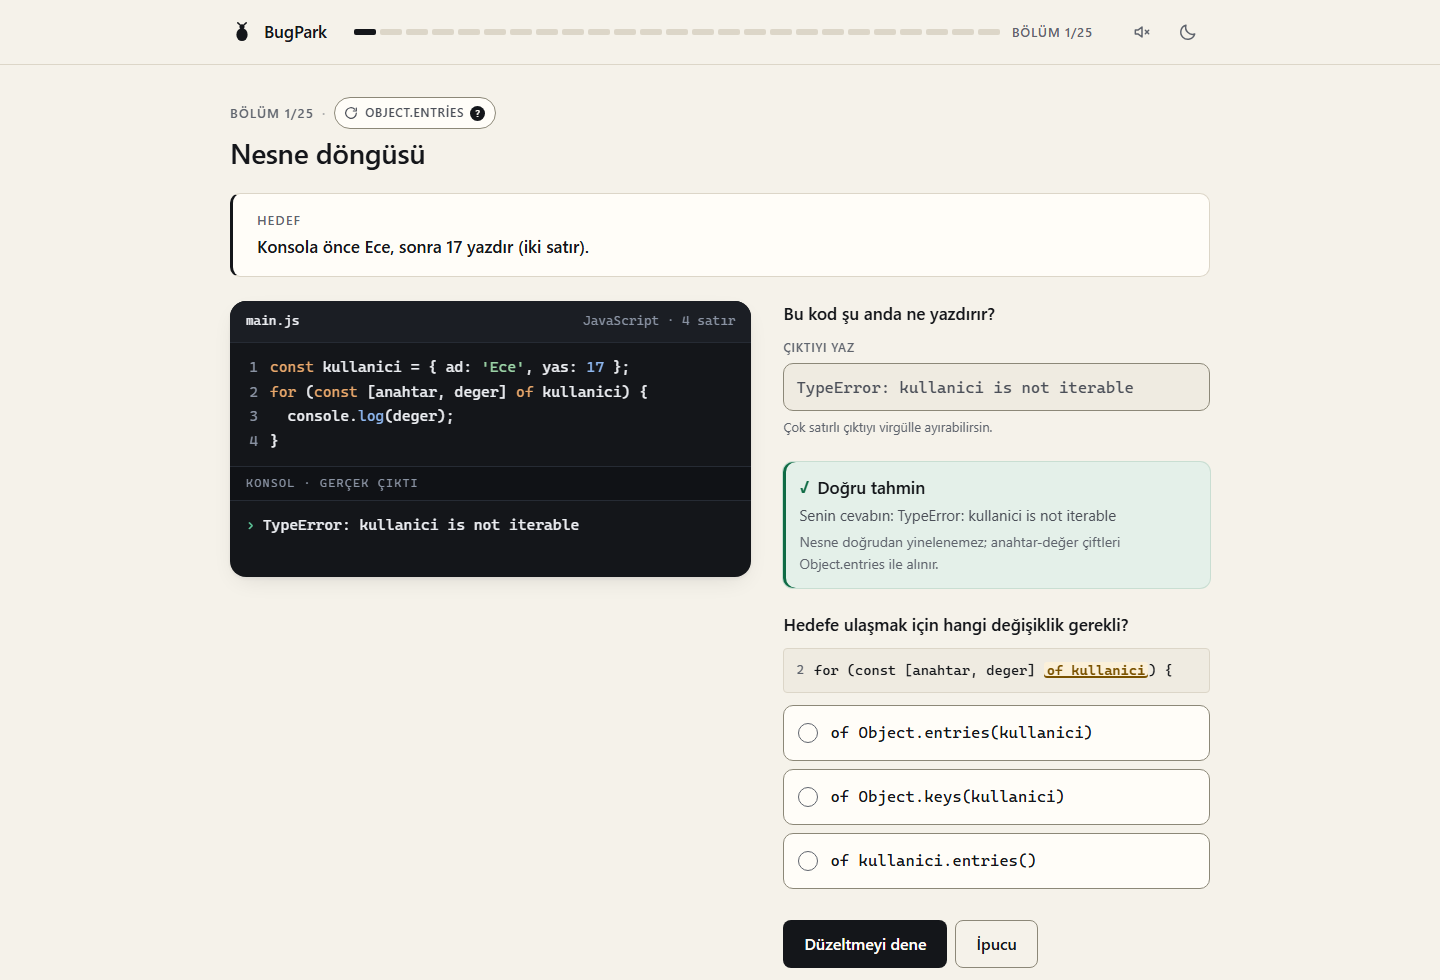 BugPark
BÖLÜM 1/25
BÖLÜM 1/25 · OBJECT.ENTRİES ?
Nesne döngüsü
HEDEF
Konsola önce Ece, sonra 17 yazdır (iki satır).
main.js
JavaScript · 4 satır
1 const kullanici = { ad: 'Ece', yas: 17 };
2 for (const [anahtar, deger] of kullanici) {
3 console.log(deger);
4 }
KONSOL · GERÇEK ÇIKTI
› TypeError: kullanici is not iterable
Bu kod şu anda ne yazdırır?
ÇIKTIYI YAZ
TypeError: kullanici is not iterable
Çok satırlı çıktıyı virgülle ayırabilirsin.
✓ Doğru tahmin
Senin cevabın: TypeError: kullanici is not iterable
Nesne doğrudan yinelenemez; anahtar-değer çiftleri
Object.entries ile alınır.
Hedefe ulaşmak için hangi değişiklik gerekli?
2 for (const [anahtar, deger] of kullanici) {
of Object.entries(kullanici)
of Object.keys(kullanici)
of kullanici.entries()
Düzeltmeyi dene
İpucu